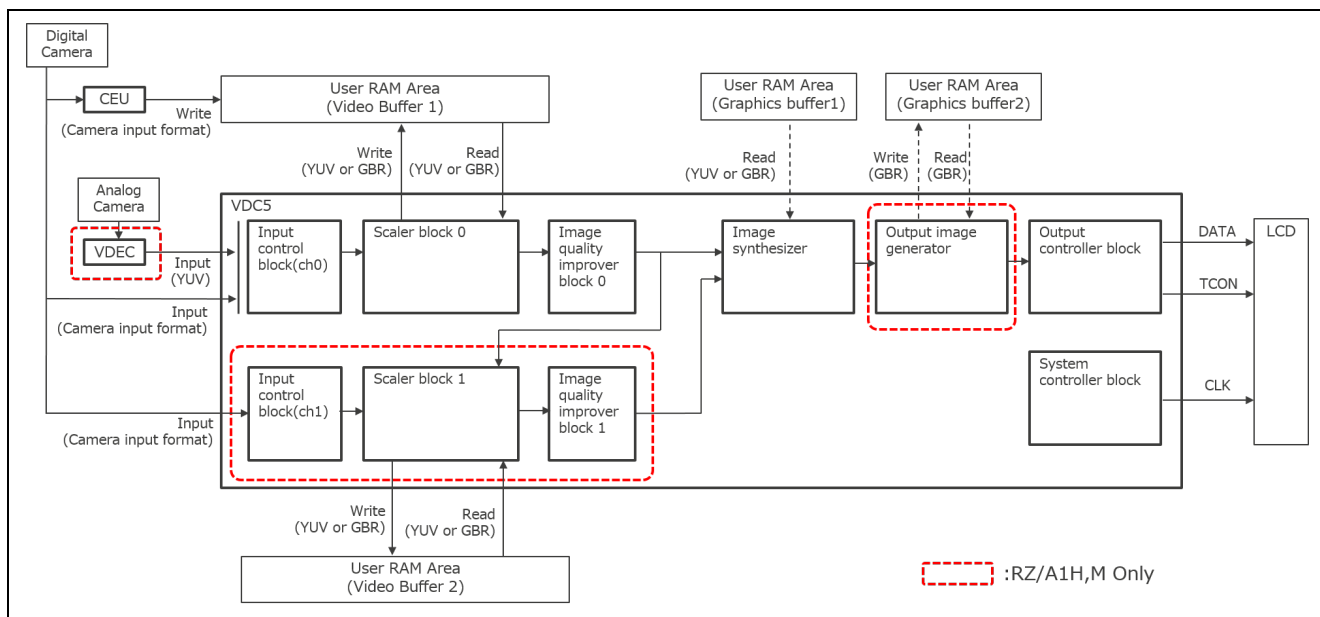 Digital
Camera
CEU
Write
(Camera input format)
User RAM Area
(Video Buffer 1)
User RAM Area
(Graphics buffer1)
User RAM Area
(Graphics buffer2)
Write
(YUV or GBR)
Read
(YUV or GBR)
Read
(YUV or GBR)
Write
(GBR)
Read
(GBR)
Analog
Camera
VDEC
Input
(YUV)
Input
(Camera input format)
VDC5
Input
control
block(ch0)
Scaler block 0
Image
quality
improver
block 0
Image
synthesizer
Output image
generator
Output
controller block
DATA
TCON
LCD
Input
control
block(ch1)
Scaler block 1
Image
quality
improver
block 1
System
controller block
CLK
Input
(Camera input format)
Write
(YUV or GBR)
Read
(YUV or GBR)
User RAM Area
(Video Buffer 2)
:RZ/A1H,M Only